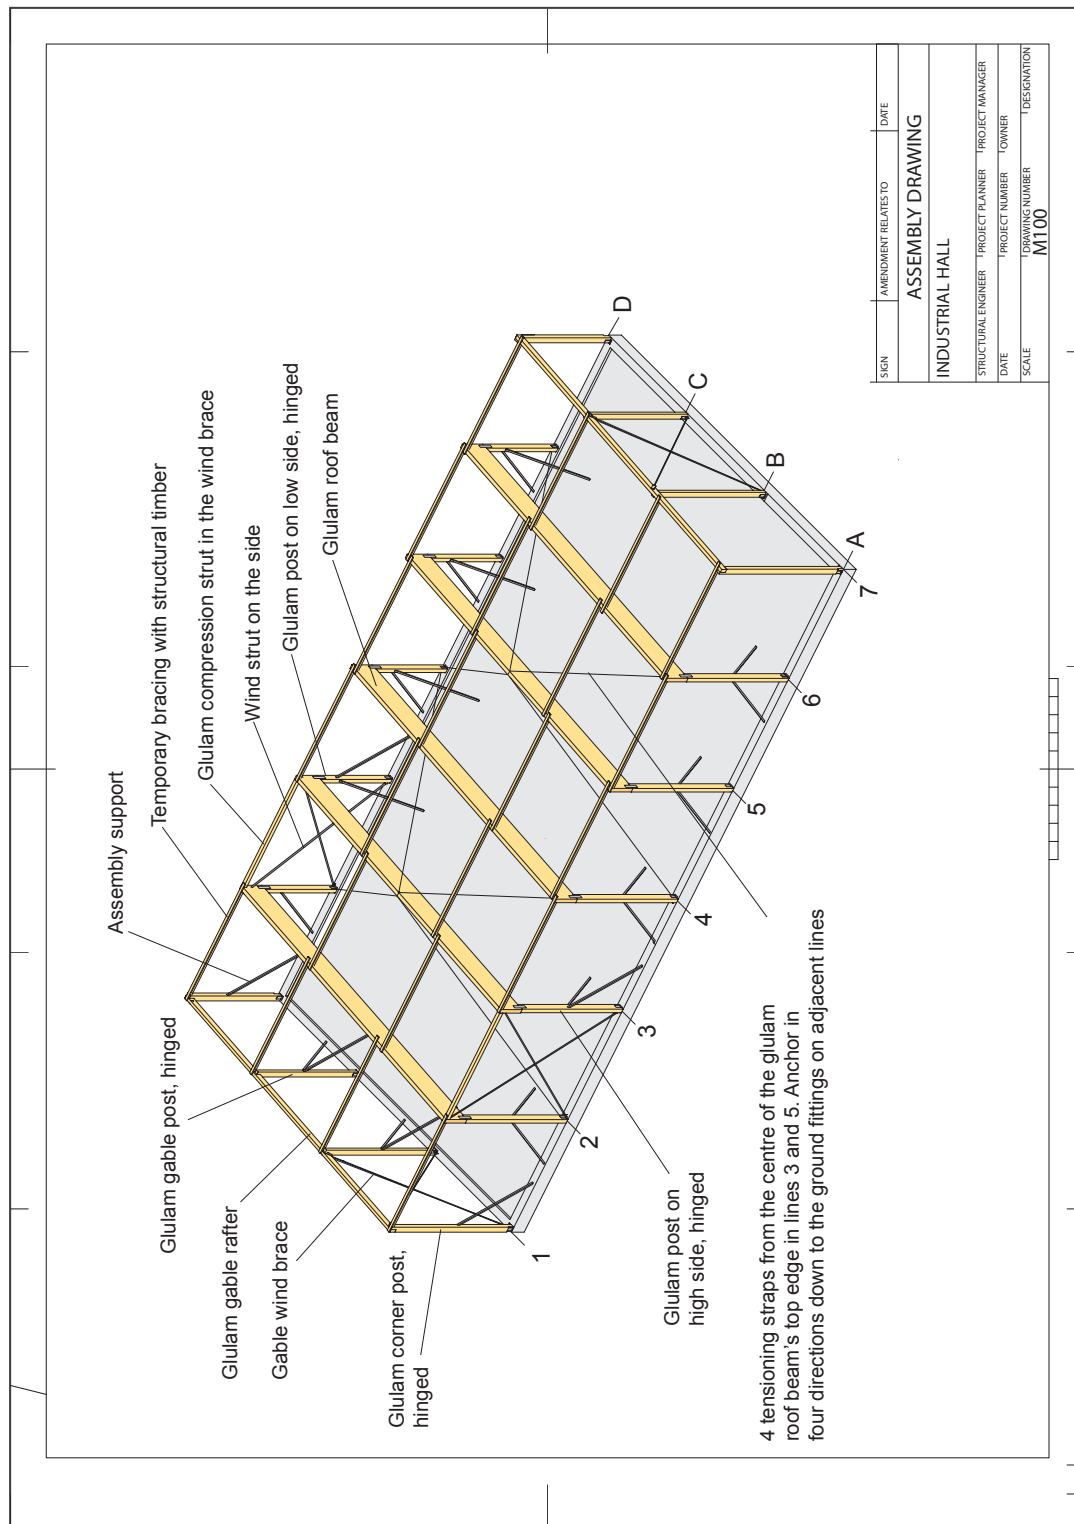 Assembly support
Temporary bracing with structural timber
Glulam compression strut in the wind brace
Wind strut on the side
Glulam post on low side, hinged
Glulam roof beam
Glulam gable post, hinged
Glulam gable rafter
Gable wind brace
Glulam corner post,
hinged
1
2
3
4
5
6
7
A
B
C
D
Glulam post on
high side, hinged
4 tensioning straps from the centre of the glulam
roof beam's top edge in lines 3 and 5. Anchor in
four directions down to the ground fittings on adjacent lines
SIGN AMENDMENT RELATES TO DATE
ASSEMBLY DRAWING
INDUSTRIAL HALL
STRUCTURAL ENGINEER PROJECT PLANNER PROJECT MANAGER
DATE PROJECT NUMBER OWNER
SCALE DRAWING NUMBER DESIGNATION
M100